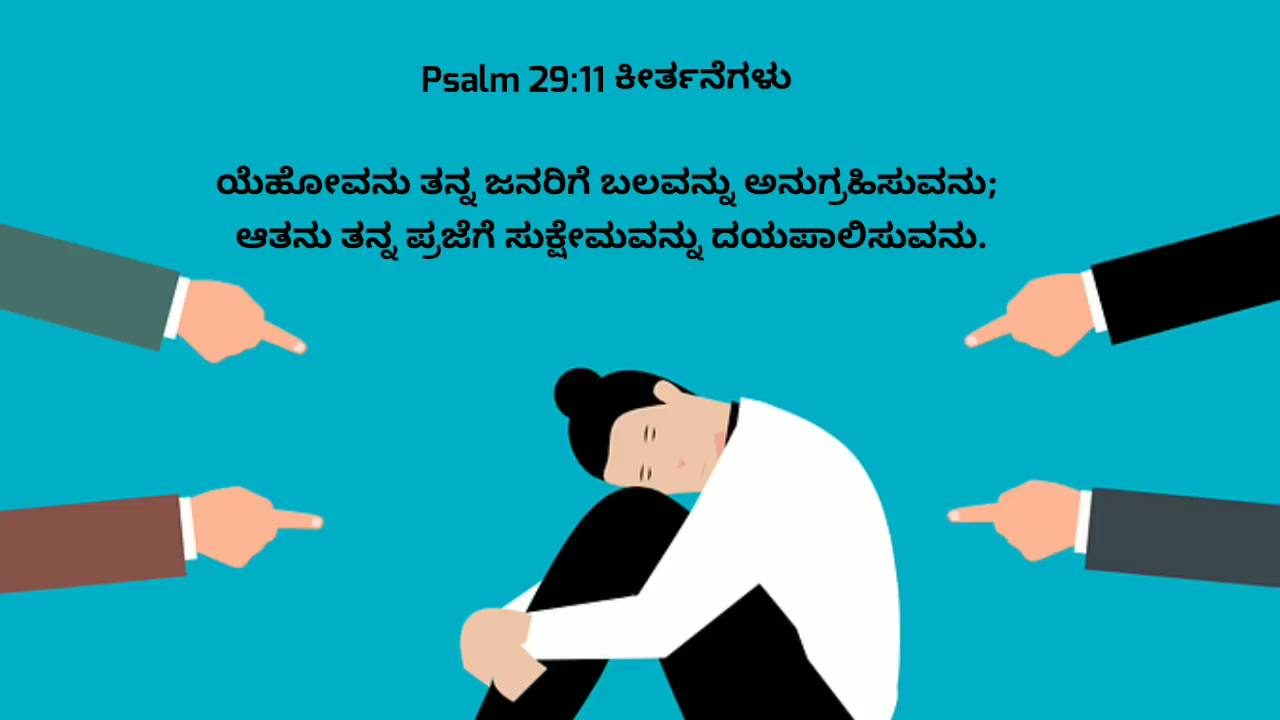 Psalm 29:11 ಕೀರ್ತನೆಗಳು
ಯೆಹೋವನು ತನ್ನ ಜನರಿಗೆ ಬಲವನ್ನು ಅನುಗ್ರಹಿಸುವನು;
ಆತನು ತನ್ನ ಪ್ರಜೆಗೆ ಸುಕ್ಷೇಮವನ್ನು ದಯಪಾಲಿಸುವನು.